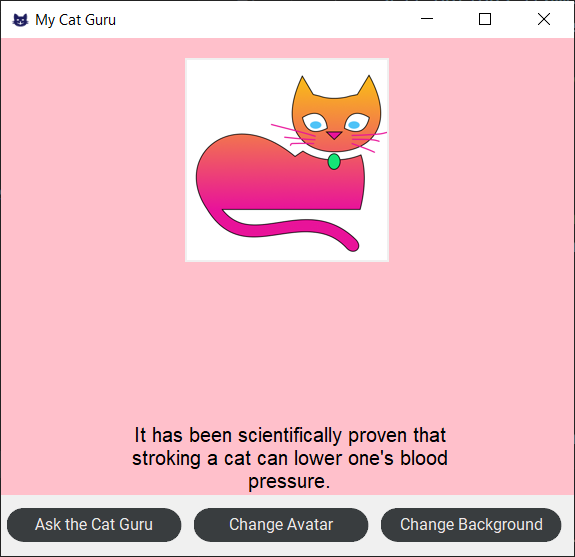 My Cat Guru
It has been scientifically proven that
stroking a cat can lower one's blood
pressure.
Ask the Cat Guru
Change Avatar
Change Background